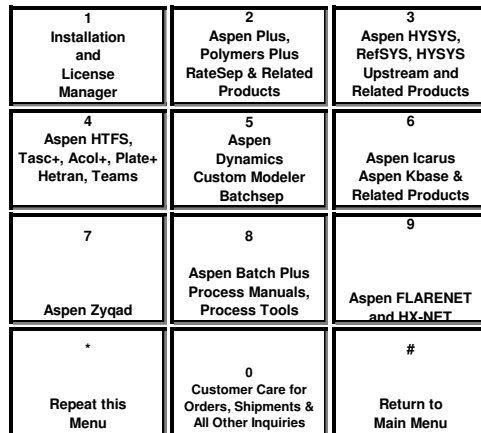 1
Installation
and
License
Manager
2
Aspen Plus,
Polymers Plus
RateSep & Related
Products
3
Aspen HYSYS,
RefSYS, HYSYS
Upstream and
Related Products
4
Aspen HTFS,
Tasc+, Acol+, Plate+
Hetran, Teams
5
Aspen
Dynamics
Custom Modeler
Batchsep
6
Aspen Icarus
Aspen Kbase &
Related Products
7
Aspen Zyqad
8
Aspen Batch Plus
Process Manuals,
Process Tools
9
Aspen FLARENET
and HX-NET
*
Repeat this
Menu
0
Customer Care for
Orders, Shipments &
All Other Inquiries
#
Return to
Main Menu